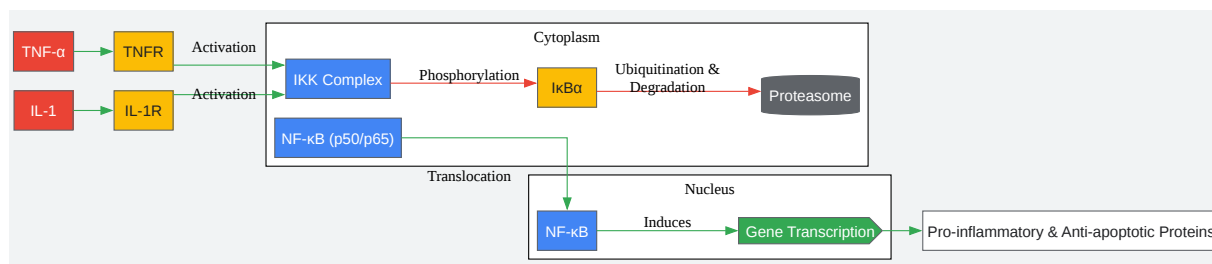 Cytoplasm
TNF-α
TNFR
Activation
IKK Complex
Phosphorylation
IκBα
Ubiquitination &
Degradation
Proteasome
IL-1
IL-1R
Activation
NF-κB (p50/p65)
Translocation
Nucleus
NF-κB
Induces
Gene Transcription
Pro-inflammatory & Anti-apoptotic Proteins